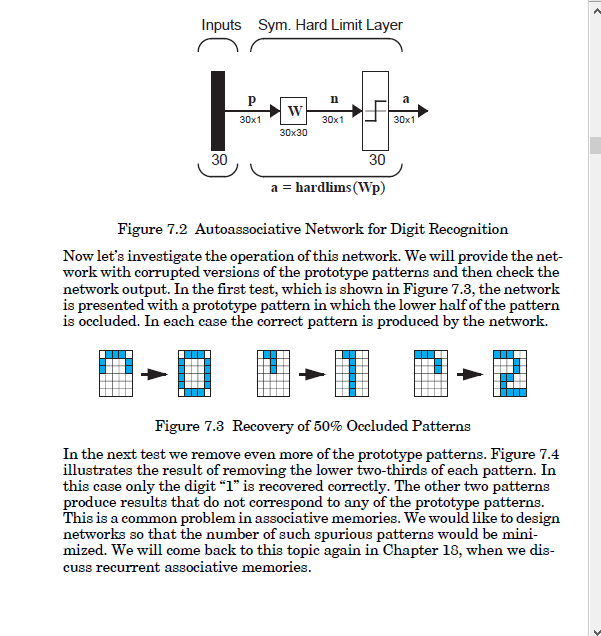 Inputs Sym. Hard Limit Layer
p n a
W
30x1 30x1 30x1
30x30
30 30
a = hardlims(Wp)
Figure 7.2 Autoassociative Network for Digit Recognition
Now let's investigate the operation of this network. We will provide the net-
work with corrupted versions of the prototype patterns and then check the
network output. In the first test, which is shown in Figure 7.3, the network
is presented with a prototype pattern in which the lower half of the pattern
is occluded. In each case the correct pattern is produced by the network.
Figure 7.3 Recovery of 50% Occluded Patterns
In the next test we remove even more of the prototype patterns. Figure 7.4
illustrates the result of removing the lower two-thirds of each pattern. In
this case only the digit “1” is recovered correctly. The other two patterns
produce results that do not correspond to any of the prototype patterns.
This is a common problem in associative memories. We would like to design
networks so that the number of such spurious patterns would be mini-
mized. We will come back to this topic again in Chapter 18, when we dis-
cuss recurrent associative memories.